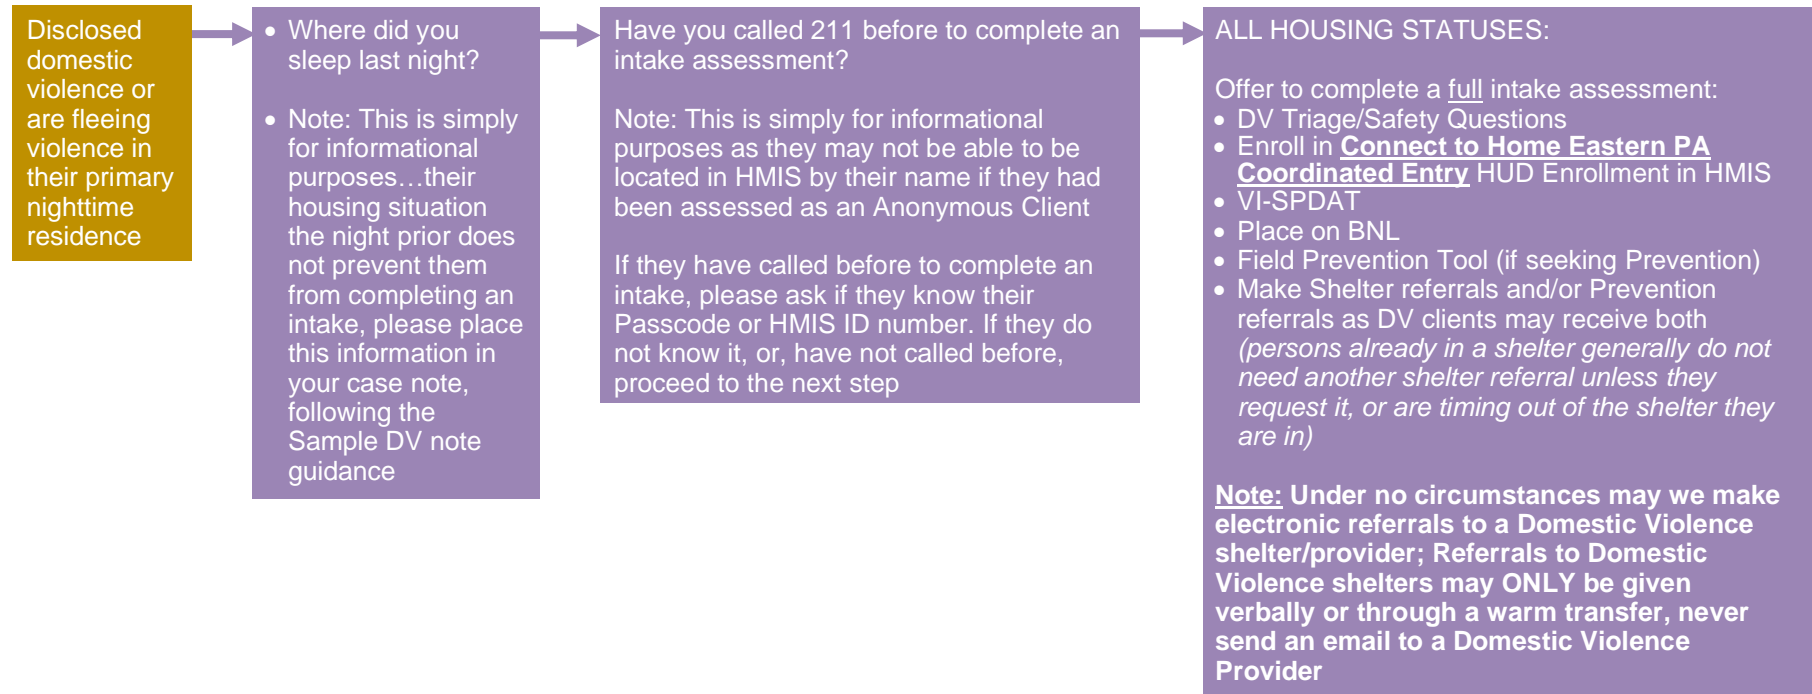 Disclosed
domestic
violence or
are fleeing
violence in
their primary
nighttime
residence
• Where did you
sleep last night?
• Note: This is simply
for informational
purposes…their
housing situation
the night prior does
not prevent them
from completing an
intake, please place
this information in
your case note,
following the
Sample DV note
guidance
Have you called 211 before to complete an
intake assessment?
Note: This is simply for informational
purposes as they may not be able to be
located in HMIS by their name if they had
been assessed as an Anonymous Client
If they have called before to complete an
intake, please ask if they know their
Passcode or HMIS ID number. If they do
not know it, or, have not called before,
proceed to the next step
ALL HOUSING STATUSES:
Offer to complete a full intake assessment:
• DV Triage/Safety Questions
• Enroll in Connect to Home Eastern PA
Coordinated Entry HUD Enrollment in HMIS
• VI-SPDAT
• Place on BNL
• Field Prevention Tool (if seeking Prevention)
• Make Shelter referrals and/or Prevention
referrals as DV clients may receive both
(persons already in a shelter generally do not
need another shelter referral unless they
request it, or are timing out of the shelter they
are in)
Note: Under no circumstances may we make
electronic referrals to a Domestic Violence
shelter/provider; Referrals to Domestic
Violence shelters may ONLY be given
verbally or through a warm transfer, never
send an email to a Domestic Violence
Provider